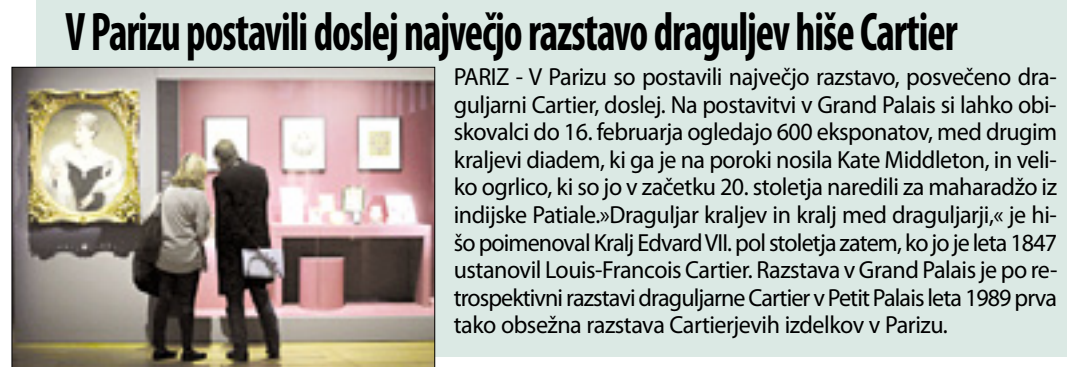 V Parizu postavili doslej največjo razstavo draguljev hiše Cartier
PARIZ - V Parizu so postavili največjo razstavo, posvečeno dra-
guljarni Cartier, doslej. Na postavitvi v Grand Palais si lahko obi-
skovalci do 16. februarja ogledajo 600 eksponatov, med drugim
kraljevi diadem, ki ga je na poroki nosila Kate Middleton, in veli-
ko ogrlico, ki so jo v začetku 20. stoletja naredili za maharadžo iz
indijske Patiale.»Draguljar kraljev in kralj med draguljarji,« je hi-
šo poimenoval Kralj Edvard VII. pol stoletja zatem, ko jo je leta 1847
ustanovil Louis-Francois Cartier. Razstava v Grand Palais je po re-
trospektivni razstavi draguljarne Cartier v Petit Palais leta 1989 prva
tako obsežna razstava Cartierjevih izdelkov v Parizu.